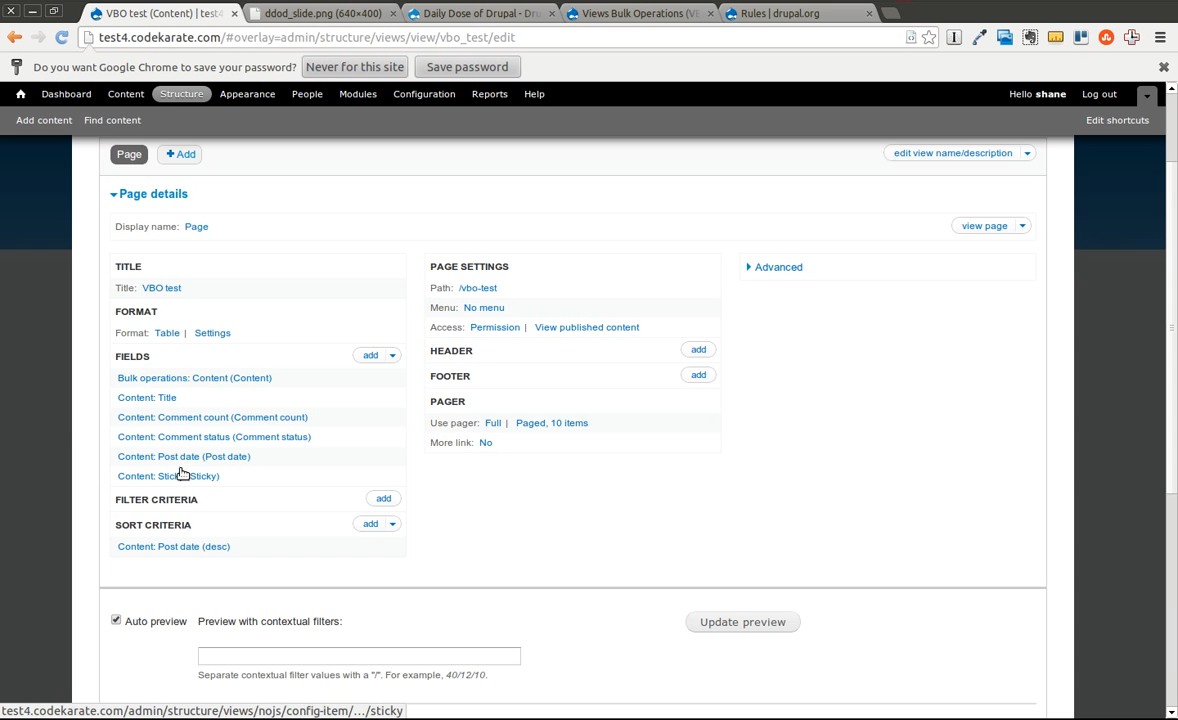 VBO test (Content) | test4
ddod_slide.png (640×400)
Daily Dose of Drupal - Dr
Views Bulk Operations (VE
Rules | drupal.org
test4.codekarate.com/#overlay=admin/structure/views/view/vbo_test/edit
Do you want Google Chrome to save your password? Never for this site Save password
Dashboard Content Structure Appearance People Modules Configuration Reports Help Hello shane Log out
Add content Find content Edit shortcuts
Page + Add edit view name/description
Page details
Display name: Page view page
TITLE
Title: VBO test
FORMAT
Format: Table | Settings
FIELDS add
Bulk operations: Content (Content)
Content: Title
Content: Comment count (Comment count)
Content: Comment status (Comment status)
Content: Post date (Post date)
Content: Sticky (Sticky)
FILTER CRITERIA add
SORT CRITERIA add
Content: Post date (desc)
PAGE SETTINGS
Path: /vbo-test
Menu: No menu
Access: Permission | View published content
HEADER add
FOOTER add
PAGER
Use pager: Full | Paged, 10 items
More link: No
Advanced
Auto preview Preview with contextual filters: Update preview
Separate contextual filter values with a "/". For example, 40/12/10.
test4.codekarate.com/admin/structure/views/nojs/config-item/…/sticky